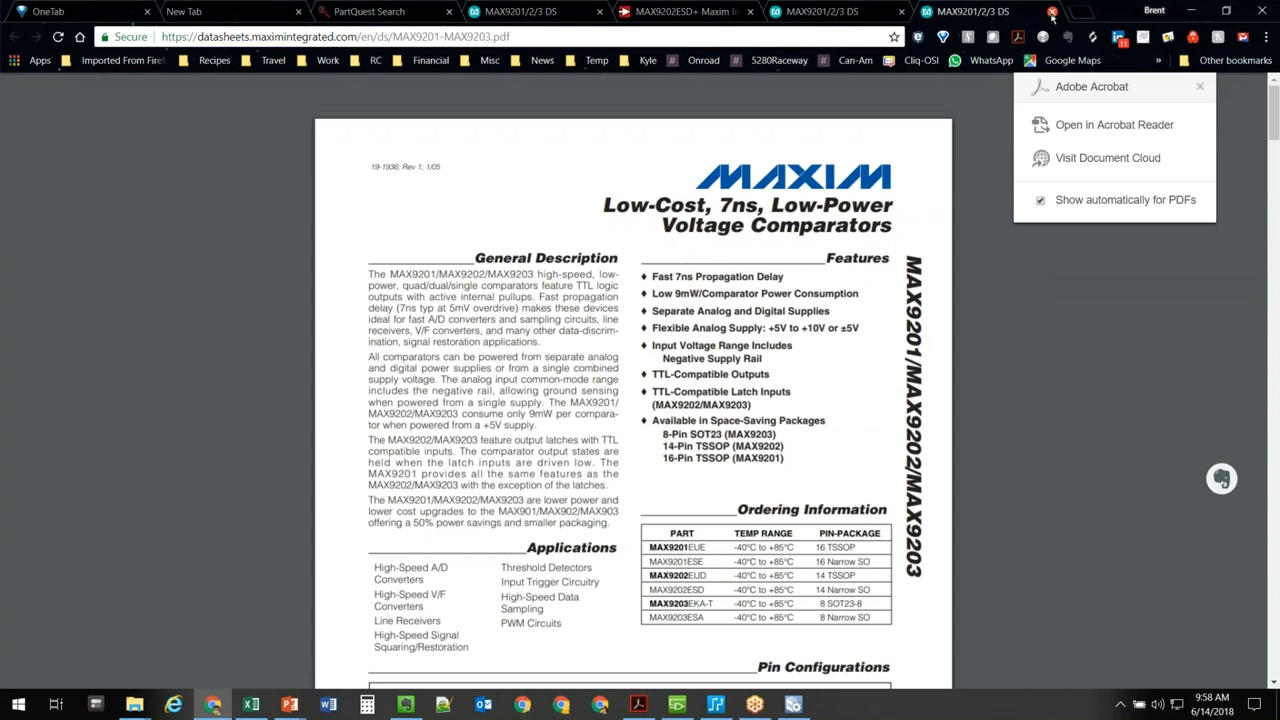 OneTab
New Tab
PartQuest Search
MAX9201/2/3 DS
MAX9202ESD+ Maxim In
MAX9201/2/3 DS
MAX9201/2/3 DS
Brent
Secure
https://datasheets.maximintegrated.com/en/ds/MAX9201-MAX9203.pdf
Apps
Imported From Firef
Recipes
Travel
Work
RC
Financial
Misc
News
Temp
Kyle
Onroad
5280Raceway
Can-Am
Cliq-OSI
WhatsApp
Google Maps
»
Other bookmarks
Adobe Acrobat
Open in Acrobat Reader
Visit Document Cloud
Show automatically for PDFs
19-1936; Rev 1; 1/05
MAXIM
Low-Cost, 7ns, Low-Power
Voltage Comparators
General Description
The MAX9201/MAX9202/MAX9203 high-speed, low-
power, quad/dual/single comparators feature TTL logic
outputs with active internal pullups. Fast propagation
delay (7ns typ at 5mV overdrive) makes these devices
ideal for fast A/D converters and sampling circuits, line
receivers, V/F converters, and many other data-discrim-
ination, signal restoration applications.
All comparators can be powered from separate analog
and digital power supplies or from a single combined
supply voltage. The analog input common-mode range
includes the negative rail, allowing ground sensing
when powered from a single supply. The MAX9201/
MAX9202/MAX9203 consume only 9mW per compara-
tor when powered from a +5V supply.
The MAX9202/MAX9203 feature output latches with TTL
compatible inputs. The comparator output states are
held when the latch inputs are driven low. The
MAX9201 provides all the same features as the
MAX9202/MAX9203 with the exception of the latches.
The MAX9201/MAX9202/MAX9203 are lower power and
lower cost upgrades to the MAX901/MAX902/MAX903
offering a 50% power savings and smaller packaging.
Applications
High-Speed A/D
Converters
High-Speed V/F
Converters
Line Receivers
High-Speed Signal
Squaring/Restoration
Threshold Detectors
Input Trigger Circuitry
High-Speed Data
Sampling
PWM Circuits
Features
♦ Fast 7ns Propagation Delay
♦ Low 9mW/Comparator Power Consumption
♦ Separate Analog and Digital Supplies
♦ Flexible Analog Supply: +5V to +10V or ±5V
♦ Input Voltage Range Includes
Negative Supply Rail
♦ TTL-Compatible Outputs
♦ TTL-Compatible Latch Inputs
(MAX9202/MAX9203)
♦ Available in Space-Saving Packages
8-Pin SOT23 (MAX9203)
14-Pin TSSOP (MAX9202)
16-Pin TSSOP (MAX9201)
Ordering Information
PART TEMP RANGE PIN-PACKAGE
MAX9201EUE -40°C to +85°C 16 TSSOP
MAX9201ESE -40°C to +85°C 16 Narrow SO
MAX9202EUD -40°C to +85°C 14 TSSOP
MAX9202ESD -40°C to +85°C 14 Narrow SO
MAX9203EKA-T -40°C to +85°C 8 SOT23-8
MAX9203ESA -40°C to +85°C 8 Narrow SO
Pin Configurations
MAX9201/MAX9202/MAX9203
9:58 AM
6/14/2018